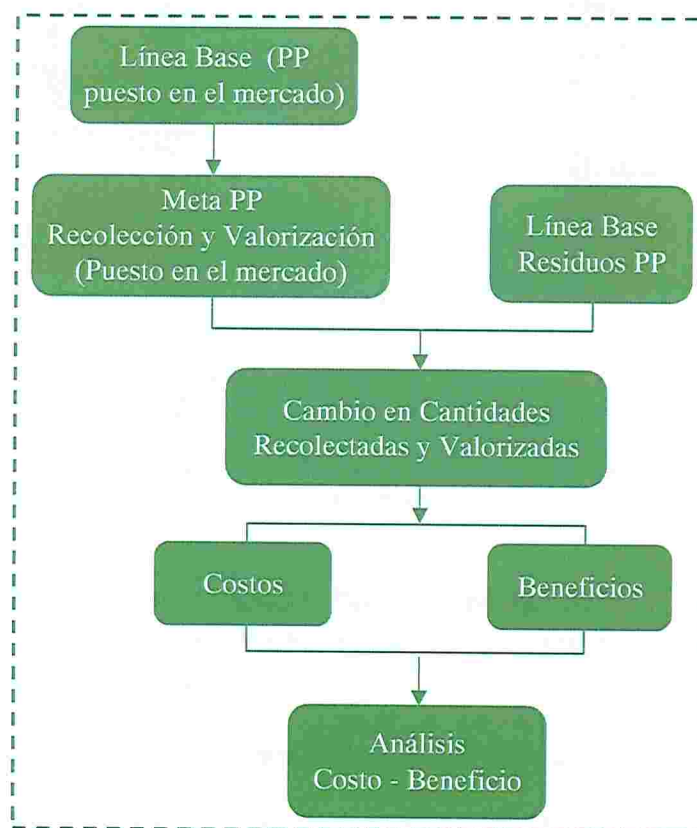 Línea Base (PP
puesto en el mercado)
Meta PP
Recolección y Valorización
(Puesto en el mercado)
Línea Base
Residuos PP
Cambio en Cantidades
Recolectadas y Valorizadas
Costos
Beneficios
Análisis
Costo - Beneficio